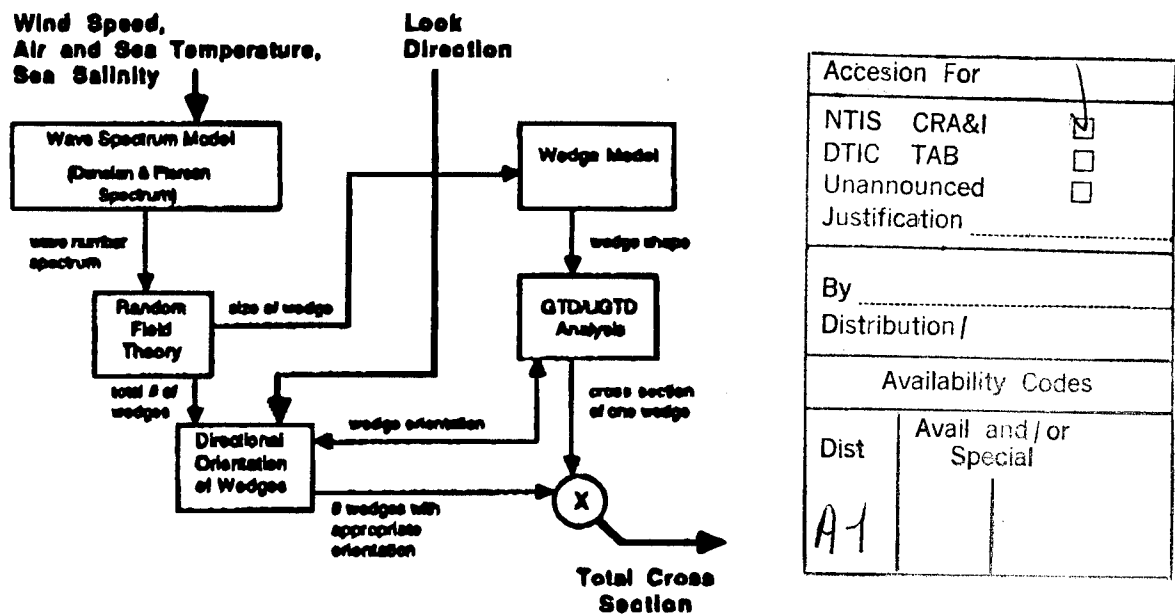 Wind Speed,
Air and Sea Temperature,
Sea Salinity
Look
Direction
Wave Spectrum Model
(Donelan & Pierson
Spectrum)
Wedge Model
wave number
spectrum
wedge shape
Random
Field
Theory
size of wedge
GTD/UGTD
Analysis
total # of
wedges
cross section
of one wedge
wedge orientation
Directional
Orientation
of Wedges
# wedges with
appropriate
orientation
X
Total Cross
Section
Accesion For
NTIS CRA&I
DTIC TAB
Unannounced
Justification
By
Distribution /
Availability Codes
Dist
Avail and / or
Special
A-1